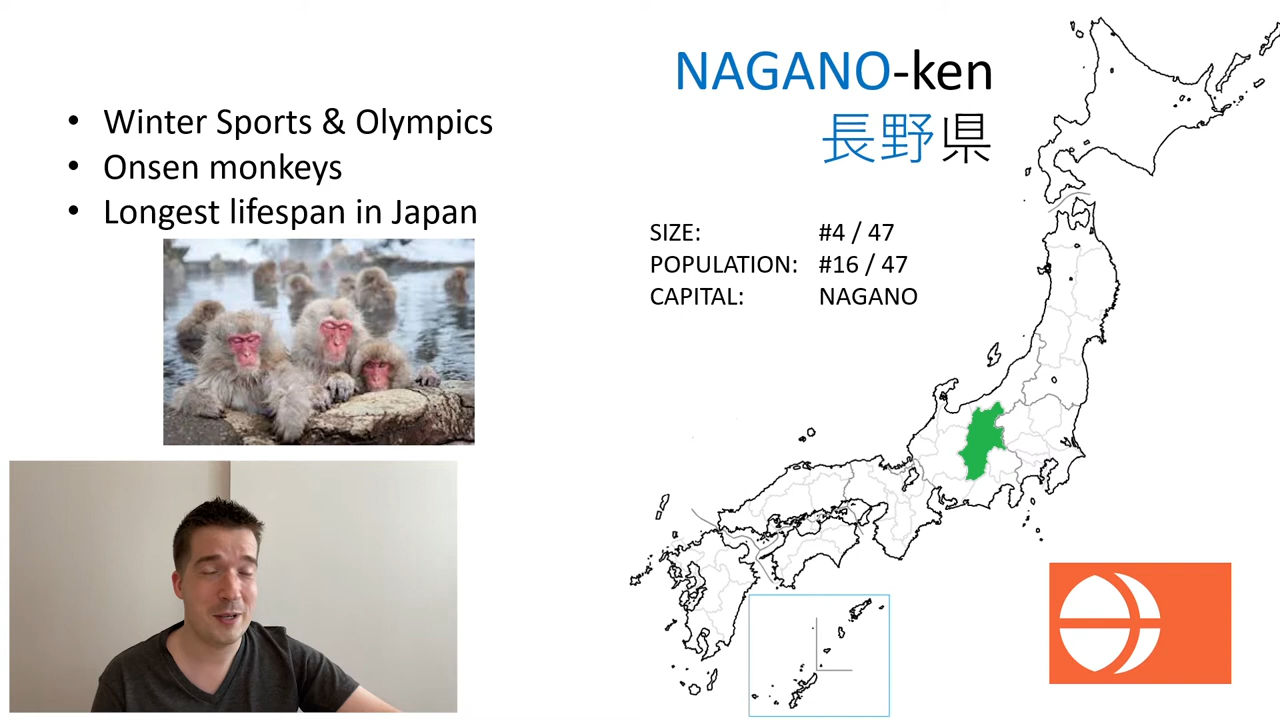 • Winter Sports & Olympics
• Onsen monkeys
• Longest lifespan in Japan
NAGANO-ken
長野県
SIZE: #4 / 47
POPULATION: #16 / 47
CAPITAL: NAGANO